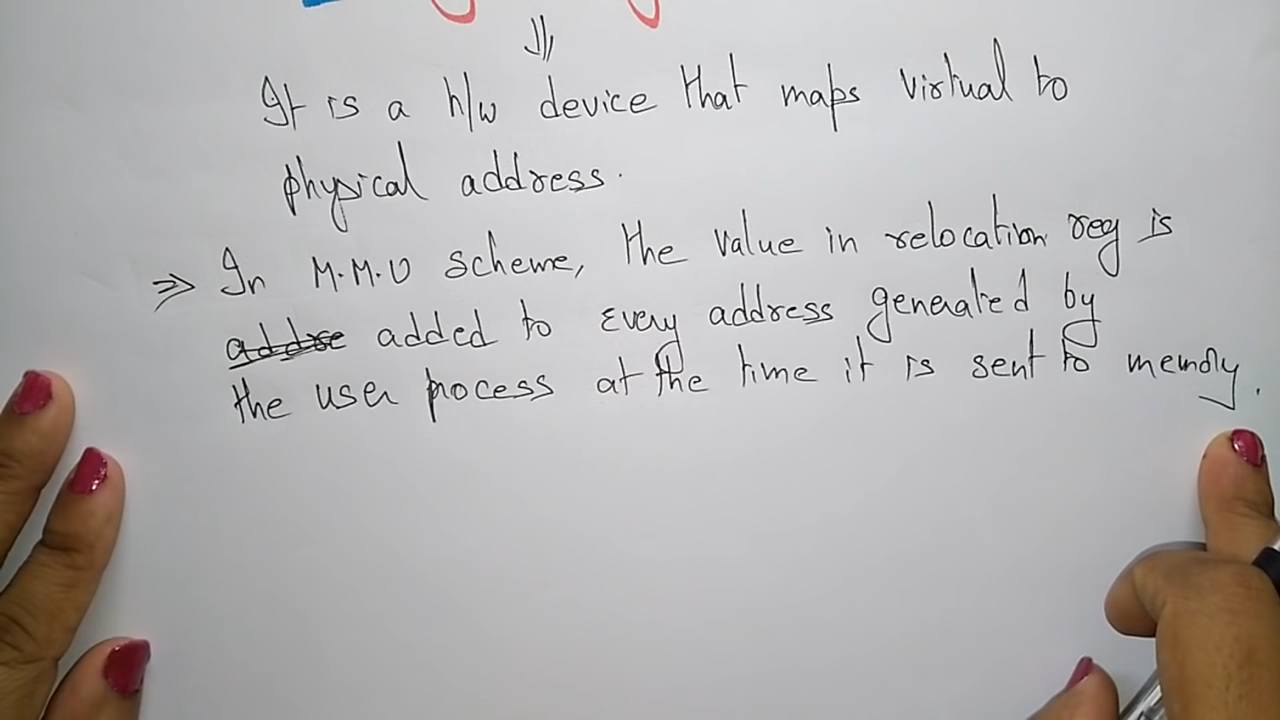 It is a h/w device that maps virtual to
physical address.
⇒ In M.M.U scheme, the value in relocation reg is
added to every address generated by
the user process at the time it is sent to memory.